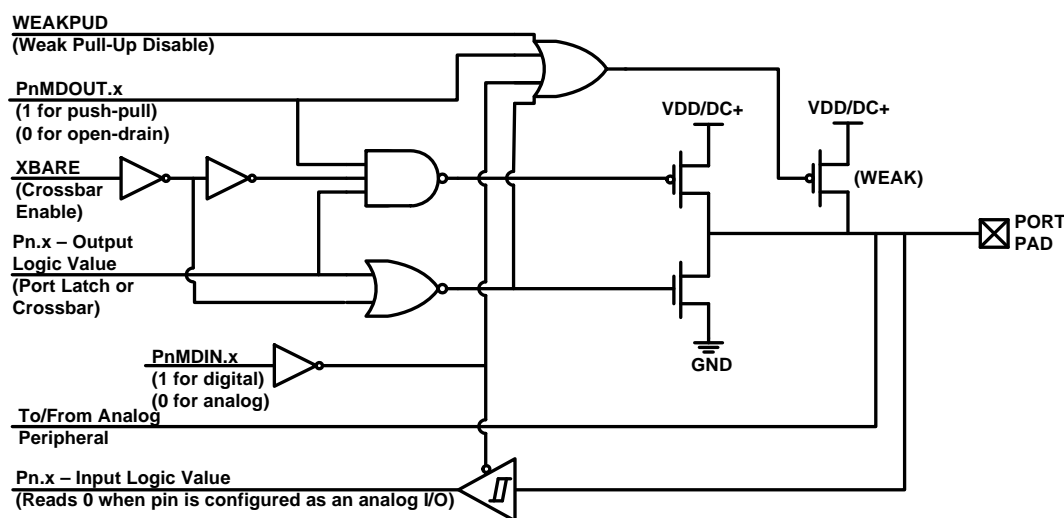 WEAKPUD
(Weak Pull-Up Disable)
PnMDOUT.x
(1 for push-pull)
(0 for open-drain)
XBARE
(Crossbar
Enable)
Pn.x – Output
Logic Value
(Port Latch or
Crossbar)
VDD/DC+
VDD/DC+
(WEAK)
PORT
PAD
GND
PnMDIN.x
(1 for digital)
(0 for analog)
To/From Analog
Peripheral
Pn.x – Input Logic Value
(Reads 0 when pin is configured as an analog I/O)